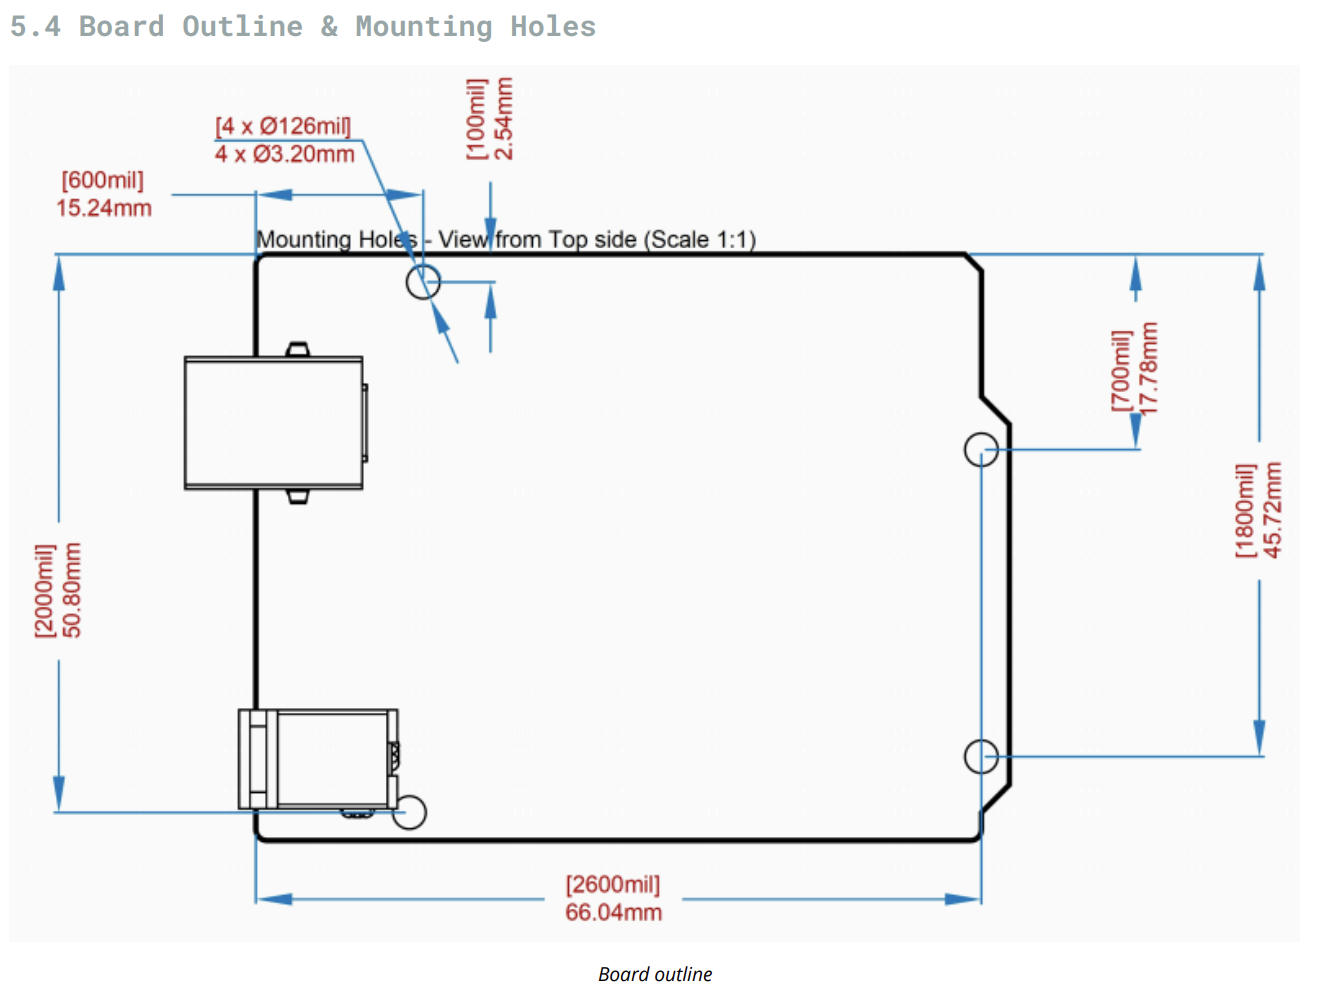 5.4 Board Outline & Mounting Holes
[100mil]
2.54mm
[4 x Ø126mil]
4 x Ø3.20mm
[600mil]
15.24mm
Mounting Holes - View from Top side (Scale 1:1)
[700mil]
17.78mm
[1800mil]
45.72mm
[2000mil]
50.80mm
[2600mil]
66.04mm
Board outline